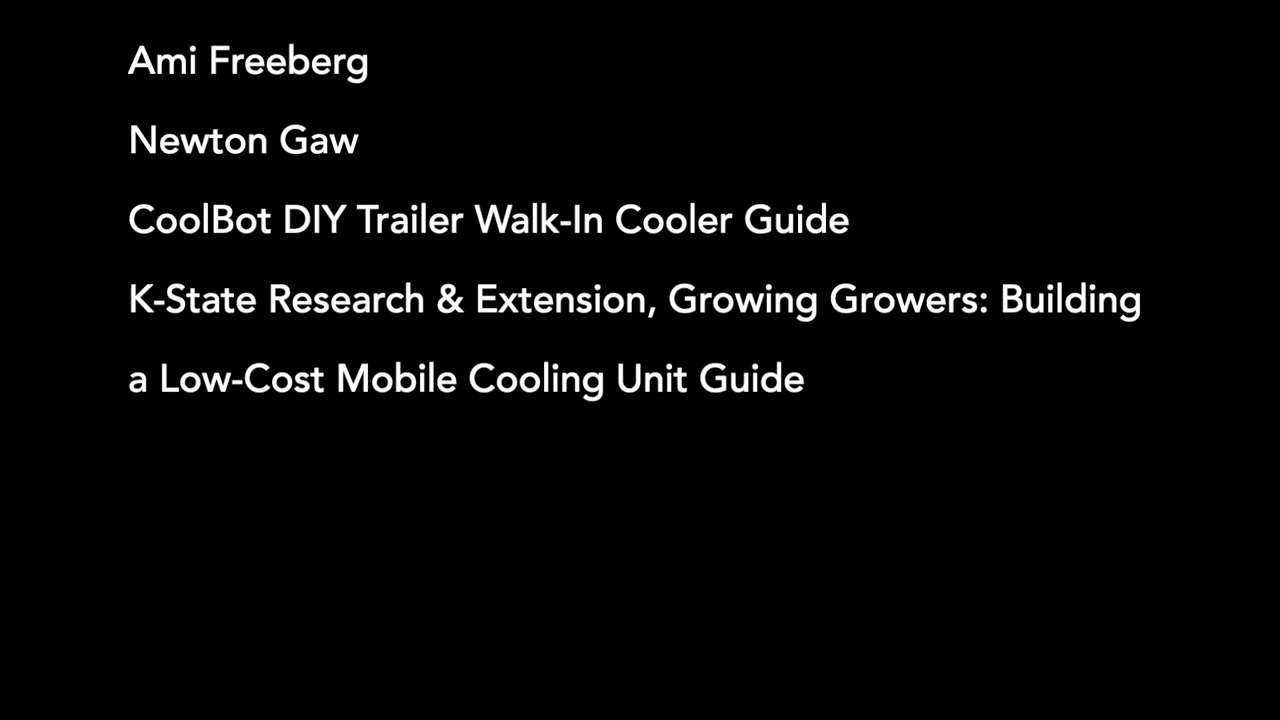 Ami Freeberg
Newton Gaw
CoolBot DIY Trailer Walk-In Cooler Guide
K-State Research & Extension, Growing Growers: Building
a Low-Cost Mobile Cooling Unit Guide